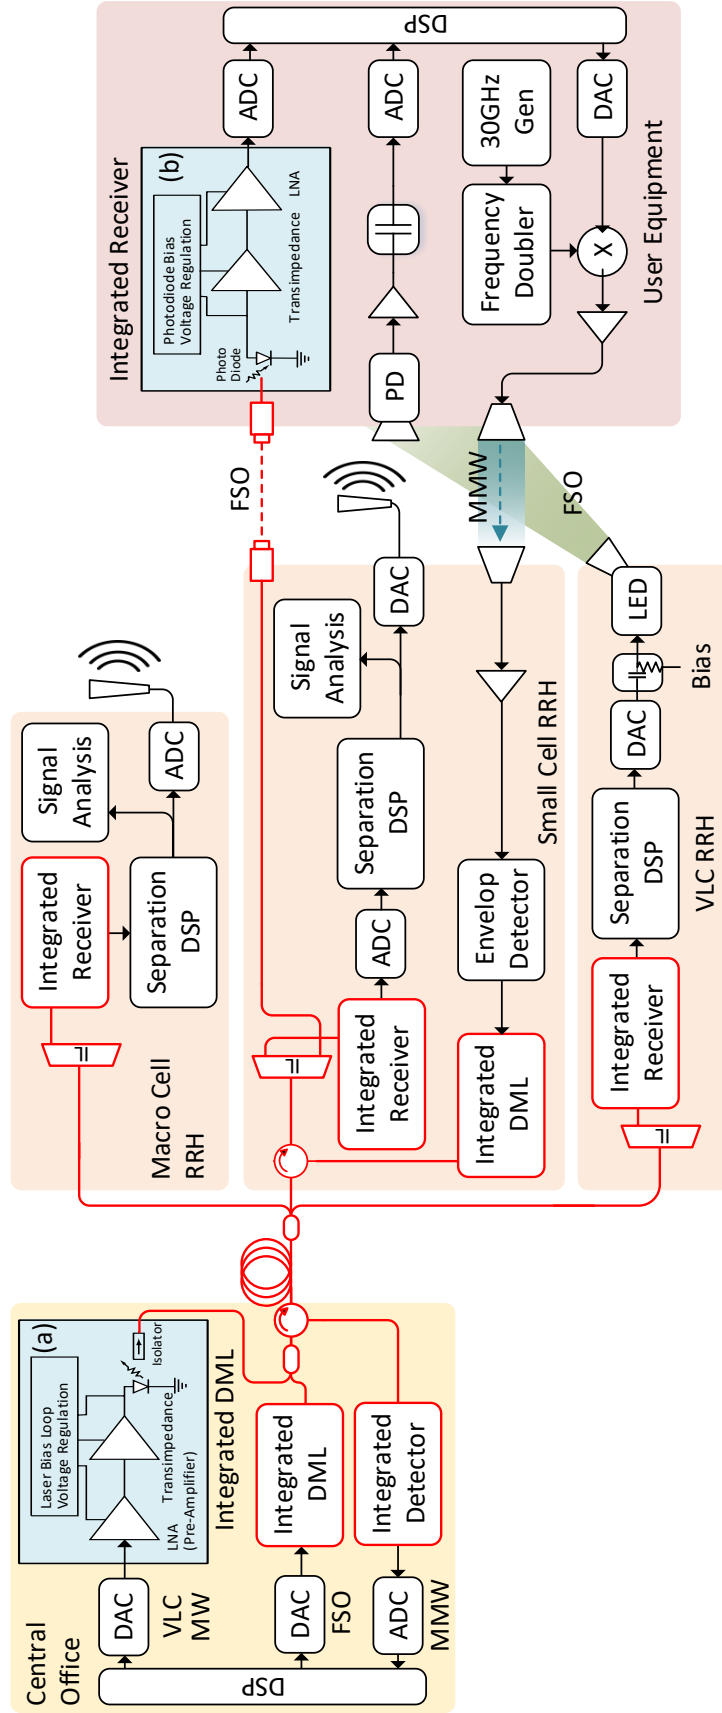 Central
Office
DSP
DAC
VLC
MW
DAC
FSO
ADC
MMW
(a)
Laser Bias Loop
Voltage Regulation
LNA
(Pre-Amplifier)
Transimpedance
Isolator
Integrated DML
Integrated
DML
Integrated
Detector
Macro Cell
RRH
IL
Integrated
Receiver
Separation
DSP
Signal
Analysis
ADC
IL
Integrated
Receiver
ADC
Separation
DSP
Signal
Analysis
DAC
Integrated
DML
Envelop
Detector
Small Cell RRH
IL
Integrated
Receiver
Separation
DSP
DAC
Bias
LED
VLC RRH
FSO
MMW
FSO
Integrated Receiver
(b)
Photodiode Bias
Voltage Regulation
Photo
Diode
Transimpedance
LNA
ADC
DSP
PD
ADC
30GHz
Gen
Frequency
Doubler
X
DAC
User Equipment